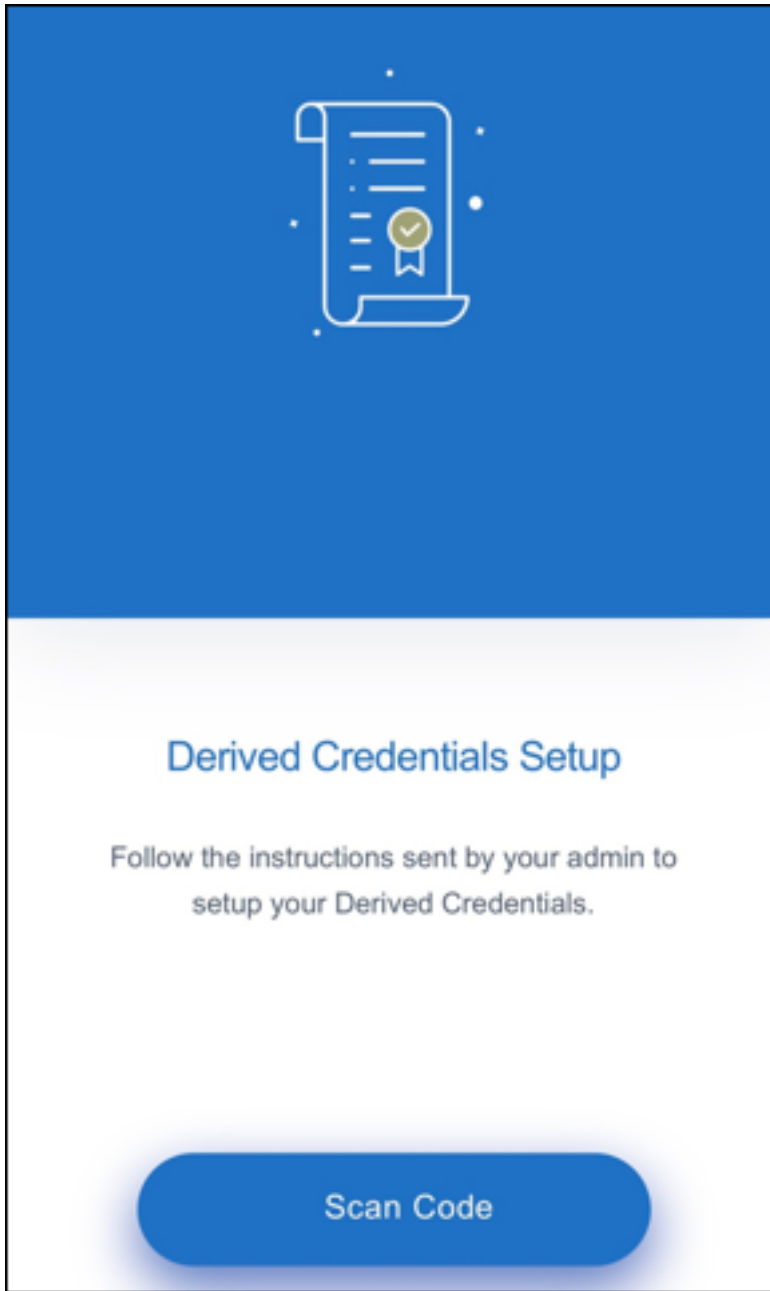 Derived Credentials Setup
Follow the instructions sent by your admin to
setup your Derived Credentials.
Scan Code